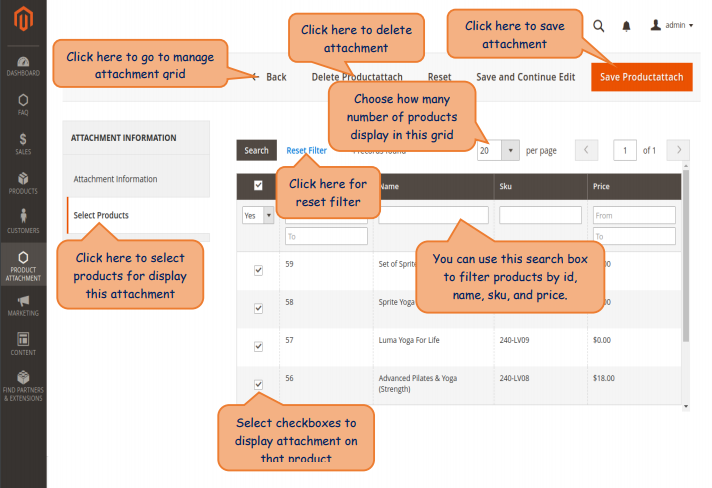 Click here to delete
attachment
Click here to save
attachment
admin
Click here to go to manage
attachment grid
Back
Delete Productattach
Reset
Save and Continue Edit
Save Productattach
Choose how many
number of products
display in this grid
DASHBOARD
FAQ
SALES
PRODUCTS
CUSTOMERS
PRODUCT
ATTACHMENT
MARKETING
CONTENT
FIND PARTNERS
& EXTENSIONS
ATTACHMENT INFORMATION
Attachment Information
Select Products
Click here to select
products for display
this attachment
Search
Reset Filter
records found
20
per page
1
of 1
Click here for
reset filter
Name
Sku
Price
Yes
From
To
To
You can use this search box
to filter products by id,
name, sku, and price.
59
Set of Sprite
58
Sprite Yoga
57
Luma Yoga For Life
240-LV09
$0.00
56
Advanced Pilates & Yoga
(Strength)
240-LV08
$18.00
Select checkboxes to
display attachment on
that product